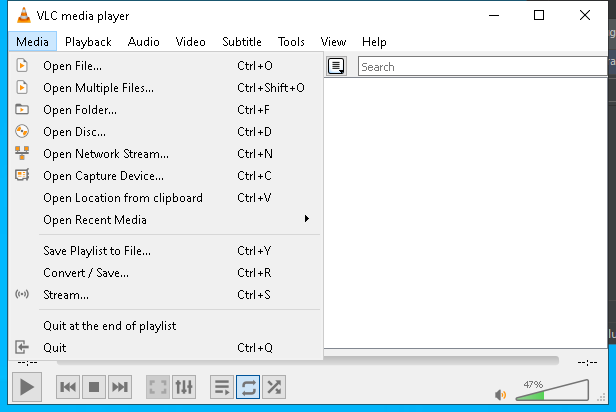 VLC media player
Media Playback Audio Video Subtitle Tools View Help
Open File... Ctrl+O
Open Multiple Files... Ctrl+Shift+O
Open Folder... Ctrl+F
Open Disc... Ctrl+D
Open Network Stream... Ctrl+N
Open Capture Device... Ctrl+C
Open Location from clipboard Ctrl+V
Open Recent Media
Save Playlist to File... Ctrl+Y
Convert / Save... Ctrl+R
Stream... Ctrl+S
Quit at the end of playlist
Quit Ctrl+Q
Search
--:-- --:--
47%